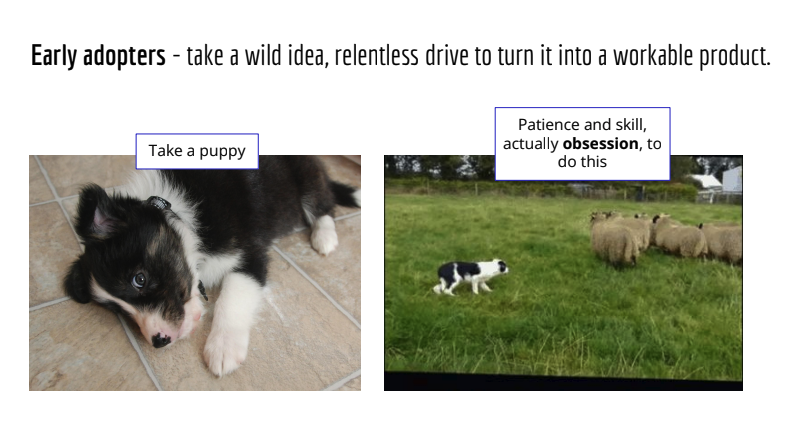 Early adopters - take a wild idea, relentless drive to turn it into a workable product.
Take a puppy
Patience and skill,
actually obsession, to
do this